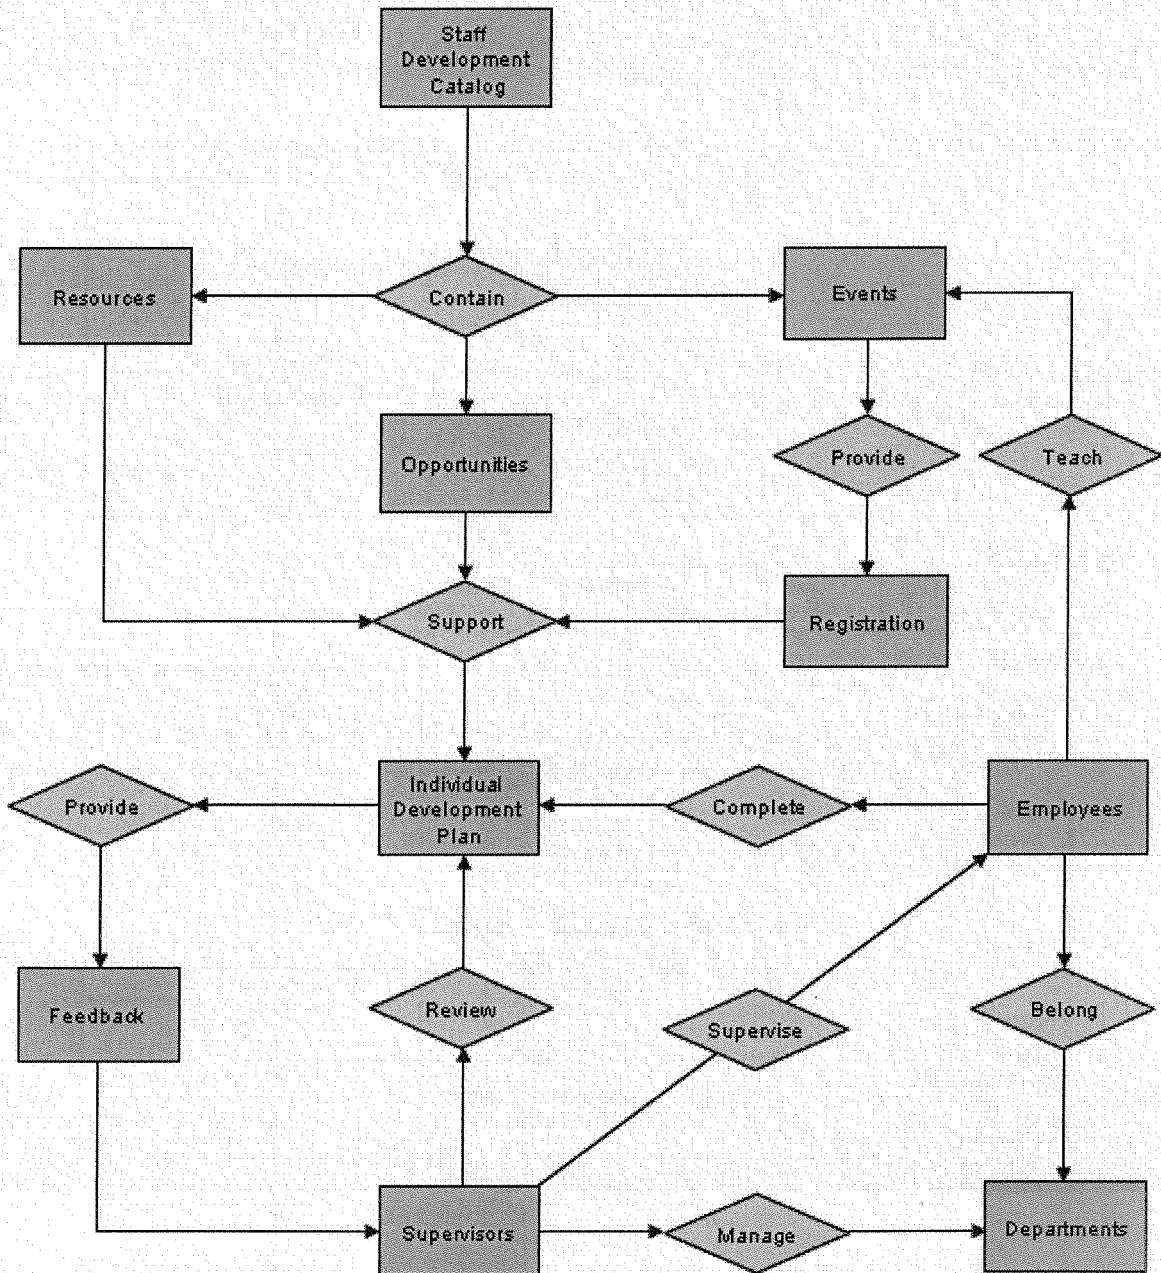 Staff
Development
Catalog
Resources
Contain
Events
Opportunities
Provide
Teach
Support
Registration
Provide
Individual
Development
Plan
Complete
Employees
Feedback
Review
Supervise
Belong
Supervisors
Manage
Departments